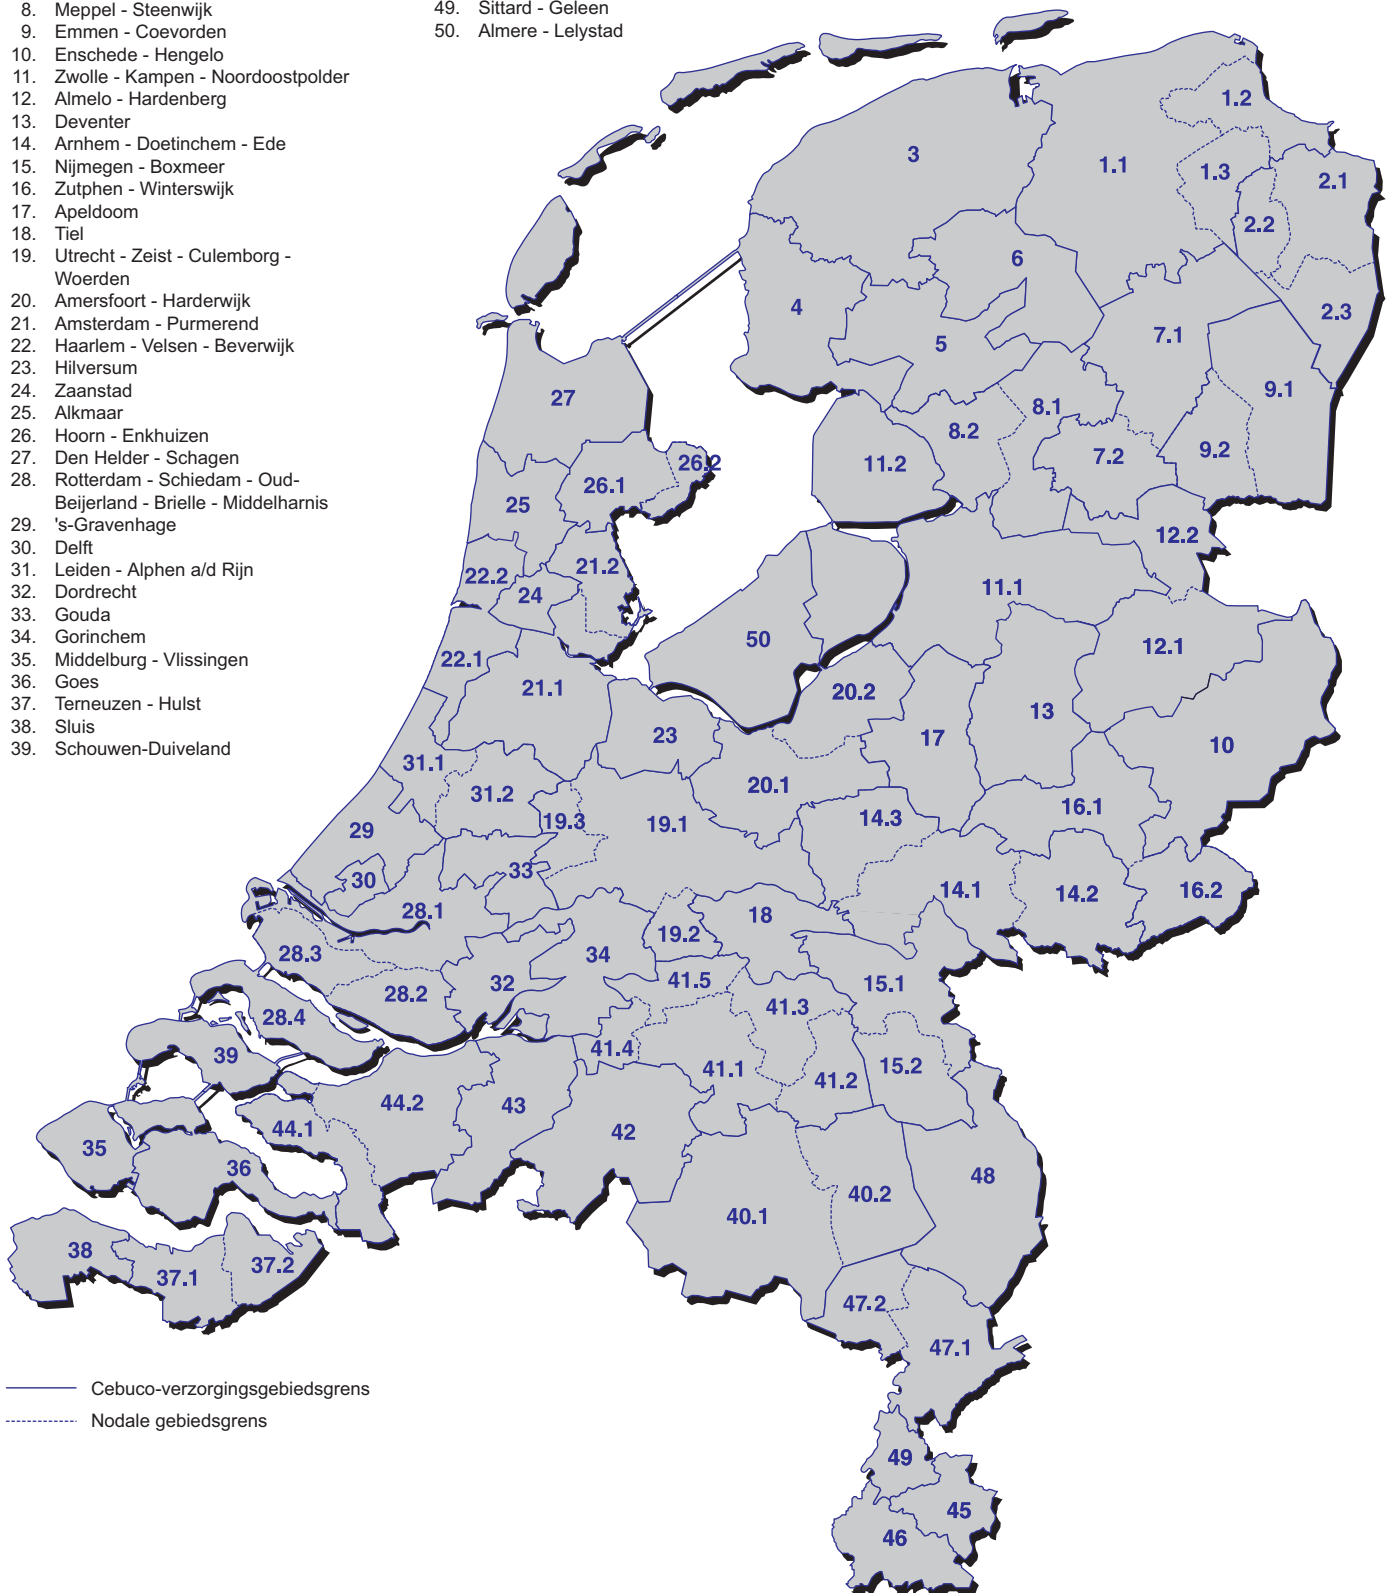 8. Meppel - Steenwijk
9. Emmen - Coevorden
10. Enschede - Hengelo
11. Zwolle - Kampen - Noordoostpolder
12. Almelo - Hardenberg
13. Deventer
14. Arnhem - Doetinchem - Ede
15. Nijmegen - Boxmeer
16. Zutphen - Winterswijk
17. Apeldoom
18. Tiel
19. Utrecht - Zeist - Culemborg -
Woerden
20. Amersfoort - Harderwijk
21. Amsterdam - Purmerend
22. Haarlem - Velsen - Beverwijk
23. Hilversum
24. Zaanstad
25. Alkmaar
26. Hoorn - Enkhuizen
27. Den Helder - Schagen
28. Rotterdam - Schiedam - Oud-
Beijerland - Brielle - Middelharnis
29. 's-Gravenhage
30. Delft
31. Leiden - Alphen a/d Rijn
32. Dordrecht
33. Gouda
34. Gorinchem
35. Middelburg - Vlissingen
36. Goes
37. Terneuzen - Hulst
38. Sluis
39. Schouwen-Duiveland
49. Sittard - Geleen
50. Almere - Lelystad
1.2
3
1.1
1.3
2.1
2.2
6
4
2.3
7.1
5
9.1
27
8.1
8.2
9.2
7.2
26.2
11.2
26.1
25
12.2
21.2
22.2
11.1
24
50
12.1
22.1
21.1
20.2
13
23
17
10
31.1
20.1
31.2
16.1
19.3
14.3
19.1
29
33
30
14.1
16.2
14.2
28.1
18
19.2
28.3
34
41.5
15.1
32
28.2
41.3
28.4
41.4
39
15.2
41.1
41.2
44.2
43
44.1
42
35
36
48
40.2
40.1
38
37.2
37.1
47.2
47.1
Cebuco-verzorgingsgebiedsgrens
Nodale gebiedsgrens
49
45
46